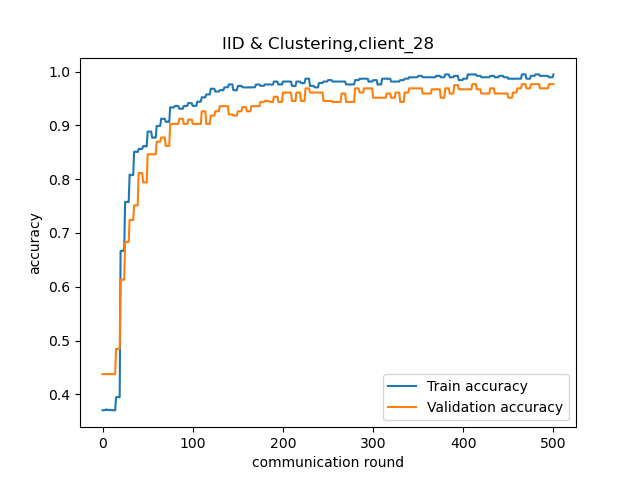 IID & Clustering,client_28
1.0
0.9
0.8
0.7
0.6
0.5
0.4
accuracy
Train accuracy
Validation accuracy
0 100 200 300 400 500
communication round